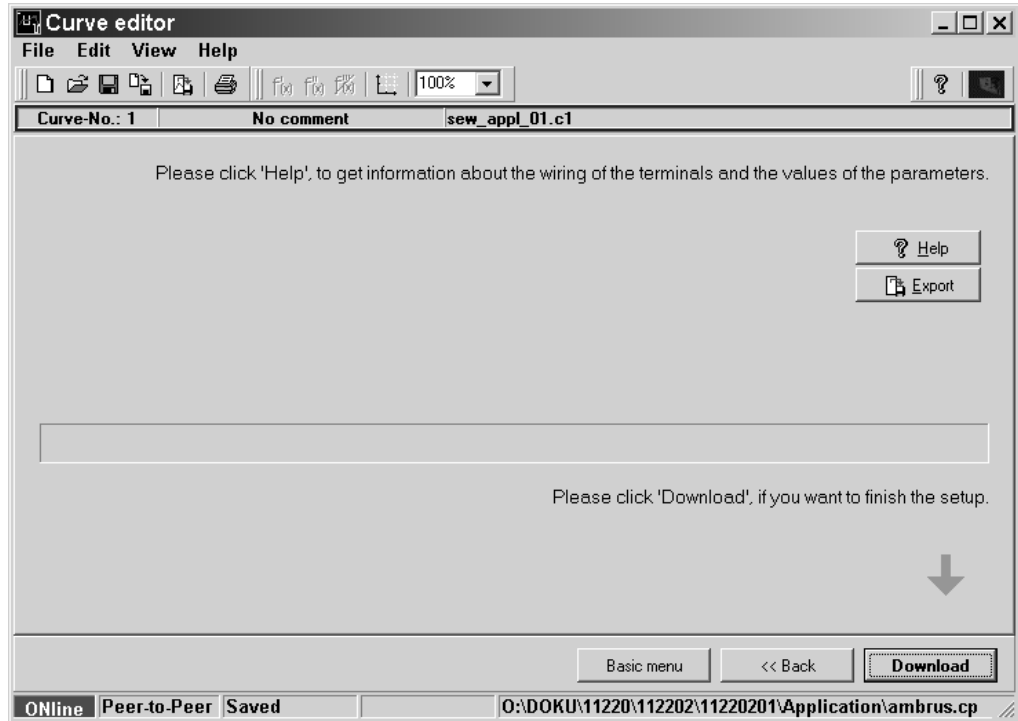 Curve editor
File Edit View Help
100%
Curve-No.: 1 No comment sew_appl_01.c1
Please click 'Help', to get information about the wiring of the terminals and the values of the parameters.
Help
Export
Please click 'Download', if you want to finish the setup.
Basic menu << Back Download
ONline Peer-to-Peer Saved O:\DOKU\11220\112202\11220201\Application\ambrus.cp